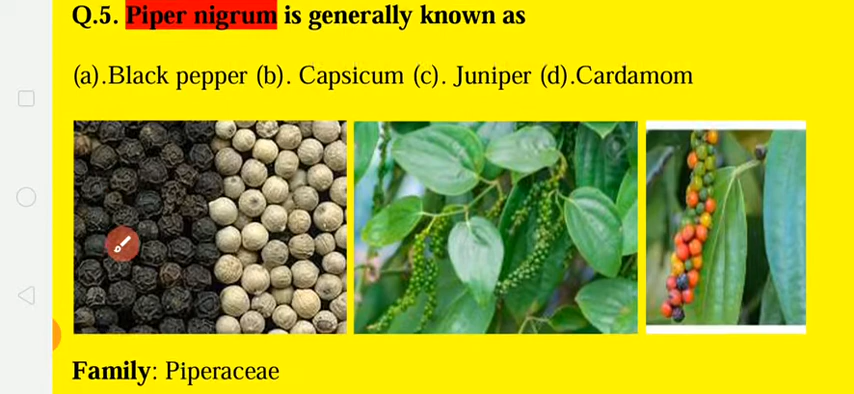 Q.5. Piper nigrum is generally known as
(a).Black pepper (b). Capsicum (c). Juniper (d).Cardamom
Family: Piperaceae